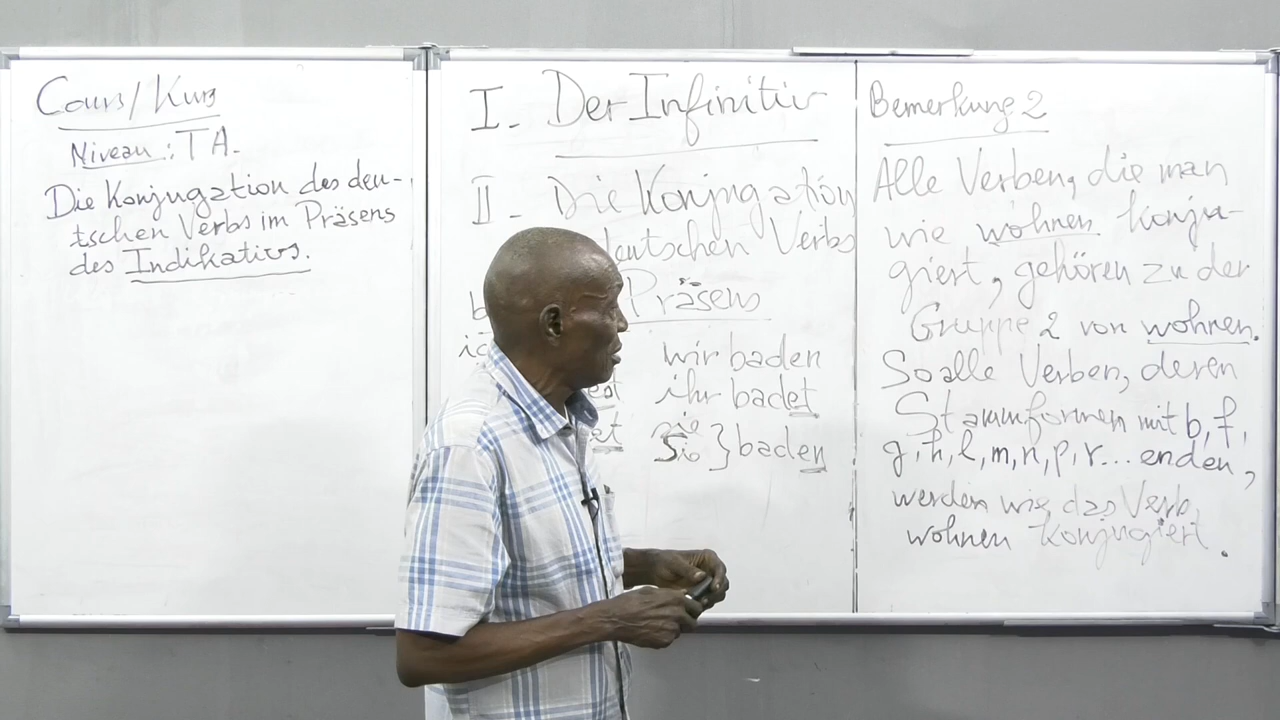 Cours/Kurs
Niveau : TA.
Die Konjugation des deu-
tschen Verbs im Präsens
des Indikativs.
I - Der Infinitiv
II - Die Konjugation
deutschen Verbs
b
Präsens
ic
wir baden
est
ihr badet
et
sie
Sie } baden
Bemerkung 2
Alle Verben, die man
wie wohnen konju-
giert, gehören zu der
Gruppe 2 von wohnen.
So alle Verben, deren
Stammformen mit b, f,
g, h, l, m, n, p, r... enden,
werden wie das Verb
wohnen konjugiert.